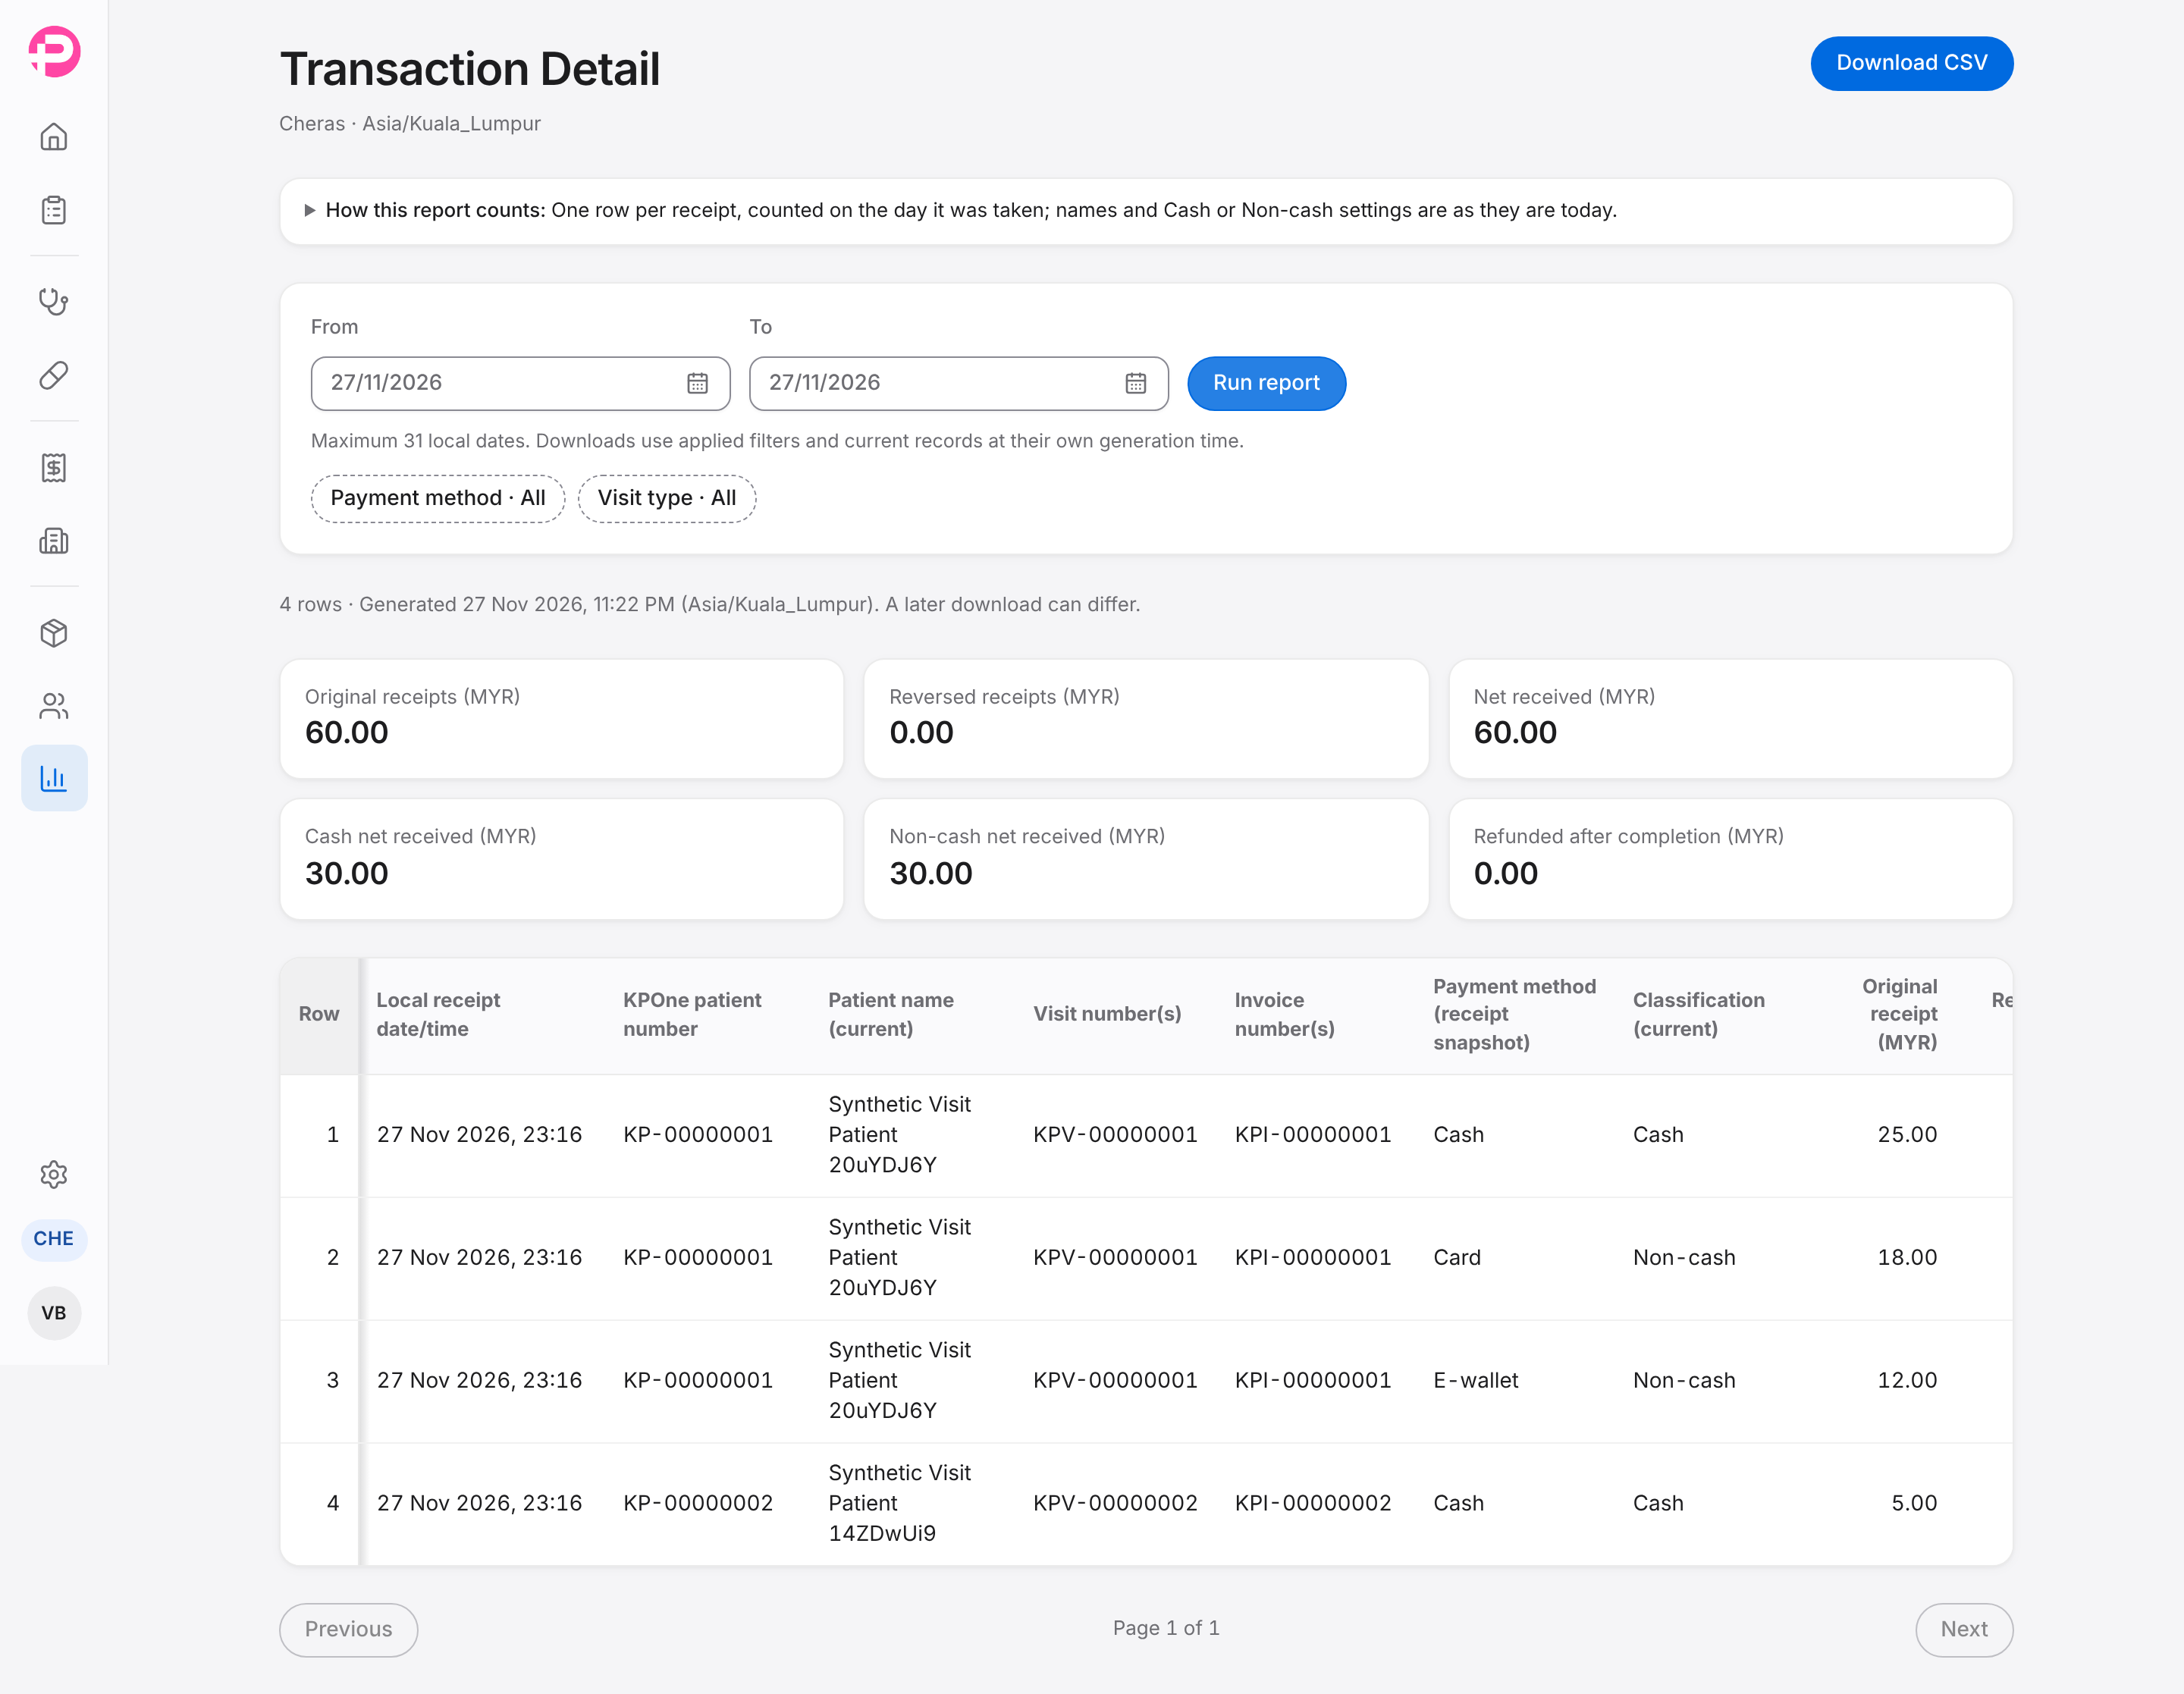 Transaction Detail
Download CSV
Cheras · Asia/Kuala_Lumpur
How this report counts: One row per receipt, counted on the day it was taken; names and Cash or Non-cash settings are as they are today.
From
To
27/11/2026
27/11/2026
Run report
Maximum 31 local dates. Downloads use applied filters and current records at their own generation time.
Payment method · All
Visit type · All
4 rows · Generated 27 Nov 2026, 11:22 PM (Asia/Kuala_Lumpur). A later download can differ.
Original receipts (MYR)
60.00
Reversed receipts (MYR)
0.00
Net received (MYR)
60.00
Cash net received (MYR)
30.00
Non-cash net received (MYR)
30.00
Refunded after completion (MYR)
0.00
Row
Local receipt
date/time
KPOne patient
number
Patient name
(current)
Visit number(s)
Invoice
number(s)
Payment method
(receipt
snapshot)
Classification
(current)
Original
receipt
(MYR)
Re
1
27 Nov 2026, 23:16
KP-00000001
Synthetic Visit
Patient
20uYDJ6Y
KPV-00000001
KPI-00000001
Cash
Cash
25.00
2
27 Nov 2026, 23:16
KP-00000001
Synthetic Visit
Patient
20uYDJ6Y
KPV-00000001
KPI-00000001
Card
Non-cash
18.00
3
27 Nov 2026, 23:16
KP-00000001
Synthetic Visit
Patient
20uYDJ6Y
KPV-00000001
KPI-00000001
E-wallet
Non-cash
12.00
4
27 Nov 2026, 23:16
KP-00000002
Synthetic Visit
Patient
14ZDwUi9
KPV-00000002
KPI-00000002
Cash
Cash
5.00
Previous
Page 1 of 1
Next
CHE
VB